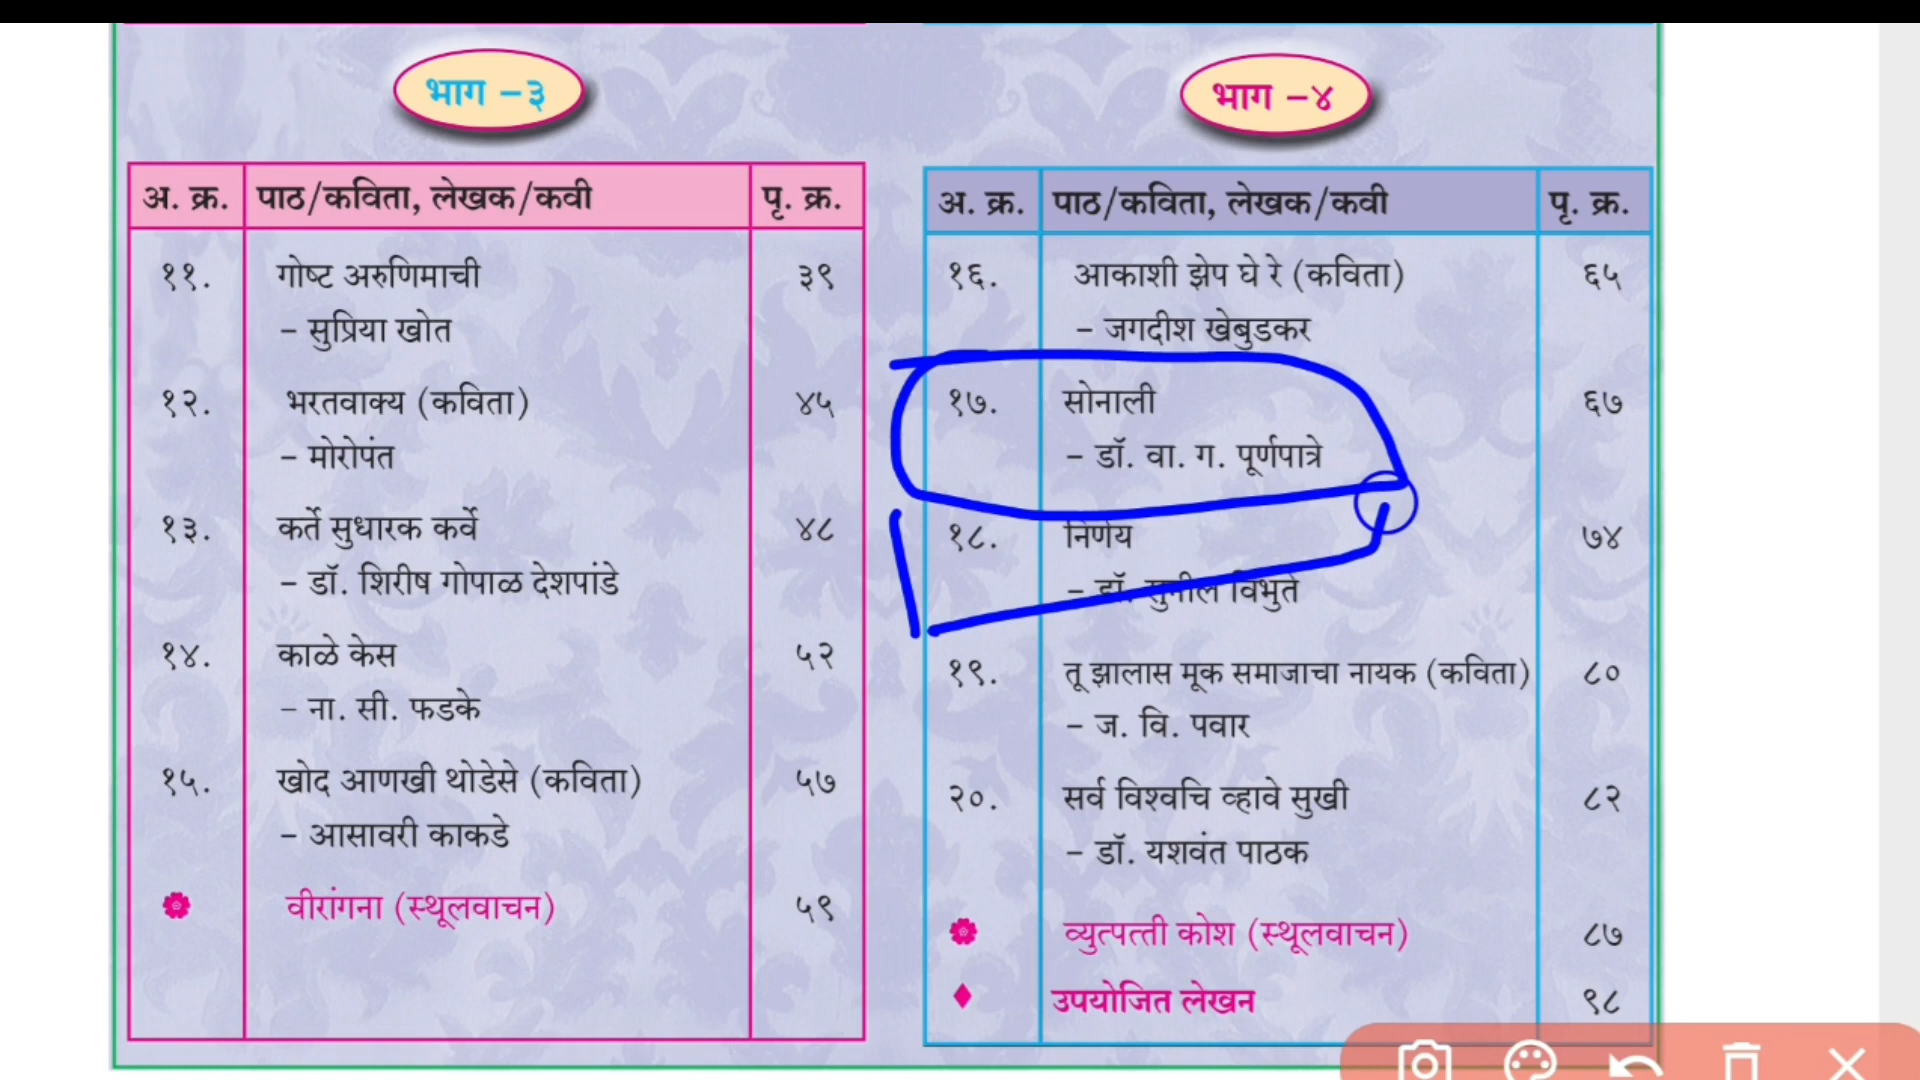 भाग -३
अ. क्र. पाठ/कविता, लेखक/कवी पृ. क्र.
११. गोष्ट अरुणिमाची ३९
- सुप्रिया खोत
१२. भरतवाक्य (कविता) ४५
- मोरोपंत
१३. कर्ते सुधारक कर्वे ४८
- डॉ. शिरीष गोपाळ देशपांडे
१४. काळे केस ५२
- ना. सी. फडके
१५. खोद आणखी थोडेसे (कविता) ५७
- आसावरी काकडे
वीरांगना (स्थूलवाचन) ५९
भाग -४
अ. क्र. पाठ/कविता, लेखक/कवी पृ. क्र.
१६. आकाशी झेप घे रे (कविता) ६५
- जगदीश खेबुडकर
१७. सोनाली ६७
- डॉ. वा. ग. पूर्णपात्रे
१८. निर्णय ७४
- डॉ. सुनील विभुते
१९. तू झालास मूक समाजाचा नायक (कविता) ८०
- ज. वि. पवार
२०. सर्व विश्वचि व्हावे सुखी ८२
- डॉ. यशवंत पाठक
व्युत्पत्ती कोश (स्थूलवाचन) ८७
उपयोजित लेखन ९८